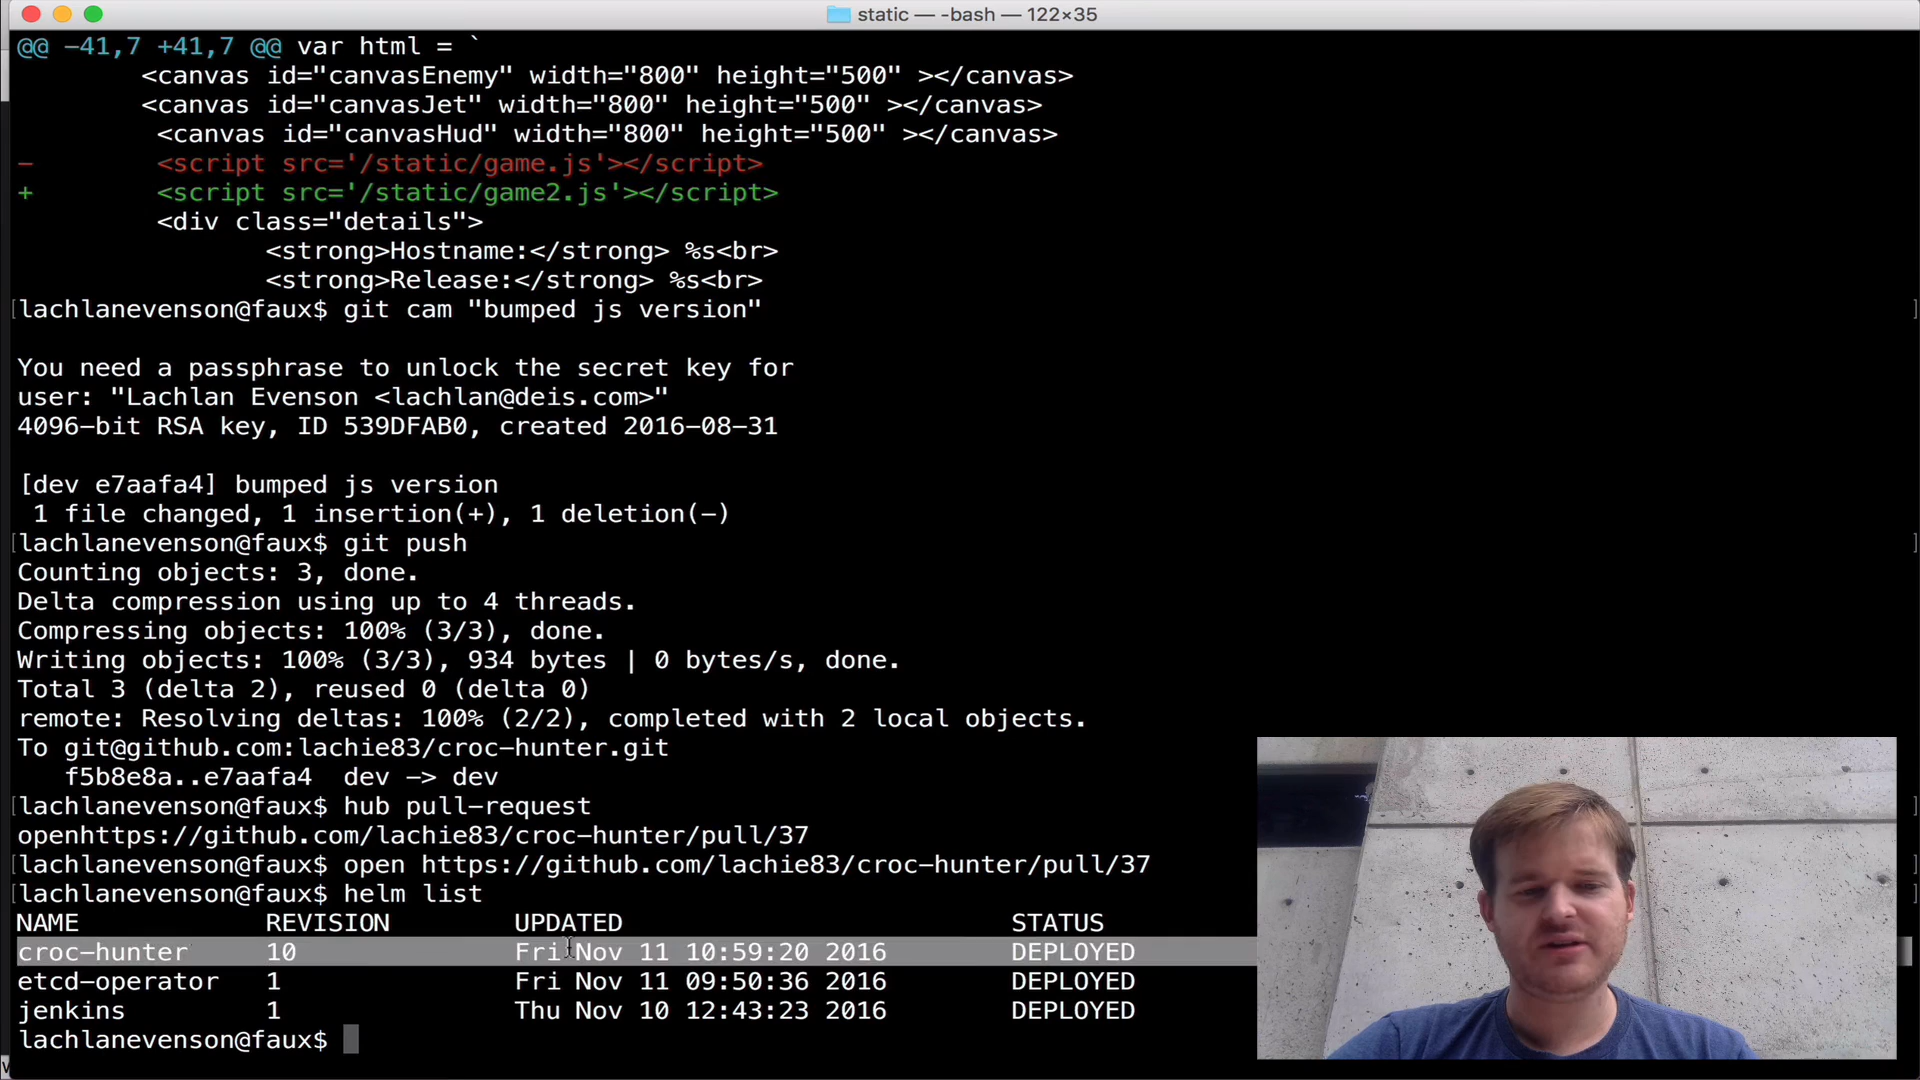 static — -bash — 122×35
@@ -41,7 +41,7 @@ var html = `
<canvas id="canvasEnemy" width="800" height="500" ></canvas>
<canvas id="canvasJet" width="800" height="500" ></canvas>
<canvas id="canvasHud" width="800" height="500" ></canvas>
- <script src='/static/game.js'></script>
+ <script src='/static/game2.js'></script>
<div class="details">
<strong>Hostname:</strong> %s<br>
<strong>Release:</strong> %s<br>
[lachlanevenson@faux$ git cam "bumped js version" ]
You need a passphrase to unlock the secret key for
user: "Lachlan Evenson <lachlan@deis.com>"
4096-bit RSA key, ID 539DFAB0, created 2016-08-31
[dev e7aafa4] bumped js version
1 file changed, 1 insertion(+), 1 deletion(-)
[lachlanevenson@faux$ git push ]
Counting objects: 3, done.
Delta compression using up to 4 threads.
Compressing objects: 100% (3/3), done.
Writing objects: 100% (3/3), 934 bytes | 0 bytes/s, done.
Total 3 (delta 2), reused 0 (delta 0)
remote: Resolving deltas: 100% (2/2), completed with 2 local objects.
To git@github.com:lachie83/croc-hunter.git
f5b8e8a..e7aafa4 dev -> dev
[lachlanevenson@faux$ hub pull-request ]
openhttps://github.com/lachie83/croc-hunter/pull/37
[lachlanevenson@faux$ open https://github.com/lachie83/croc-hunter/pull/37 ]
[lachlanevenson@faux$ helm list ]
NAME REVISION UPDATED STATUS
croc-hunter 10 Fri Nov 11 10:59:20 2016 DEPLOYED
etcd-operator 1 Fri Nov 11 09:50:36 2016 DEPLOYED
jenkins 1 Thu Nov 10 12:43:23 2016 DEPLOYED
lachlanevenson@faux$